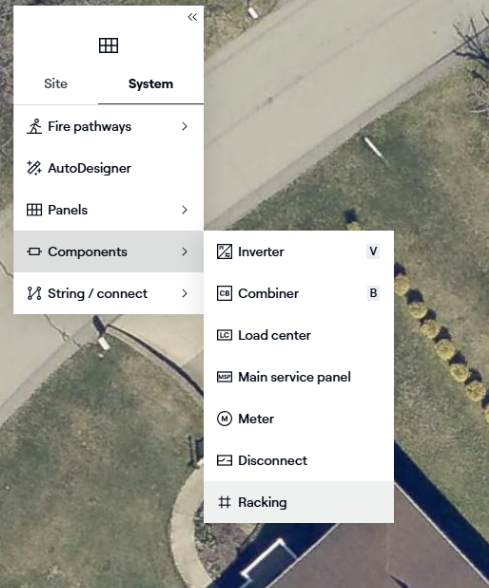 Site
System
Fire pathways
AutoDesigner
Panels
Components
String / connect
Inverter V
CB Combiner B
LC Load center
MSP Main service panel
M Meter
Disconnect
Racking